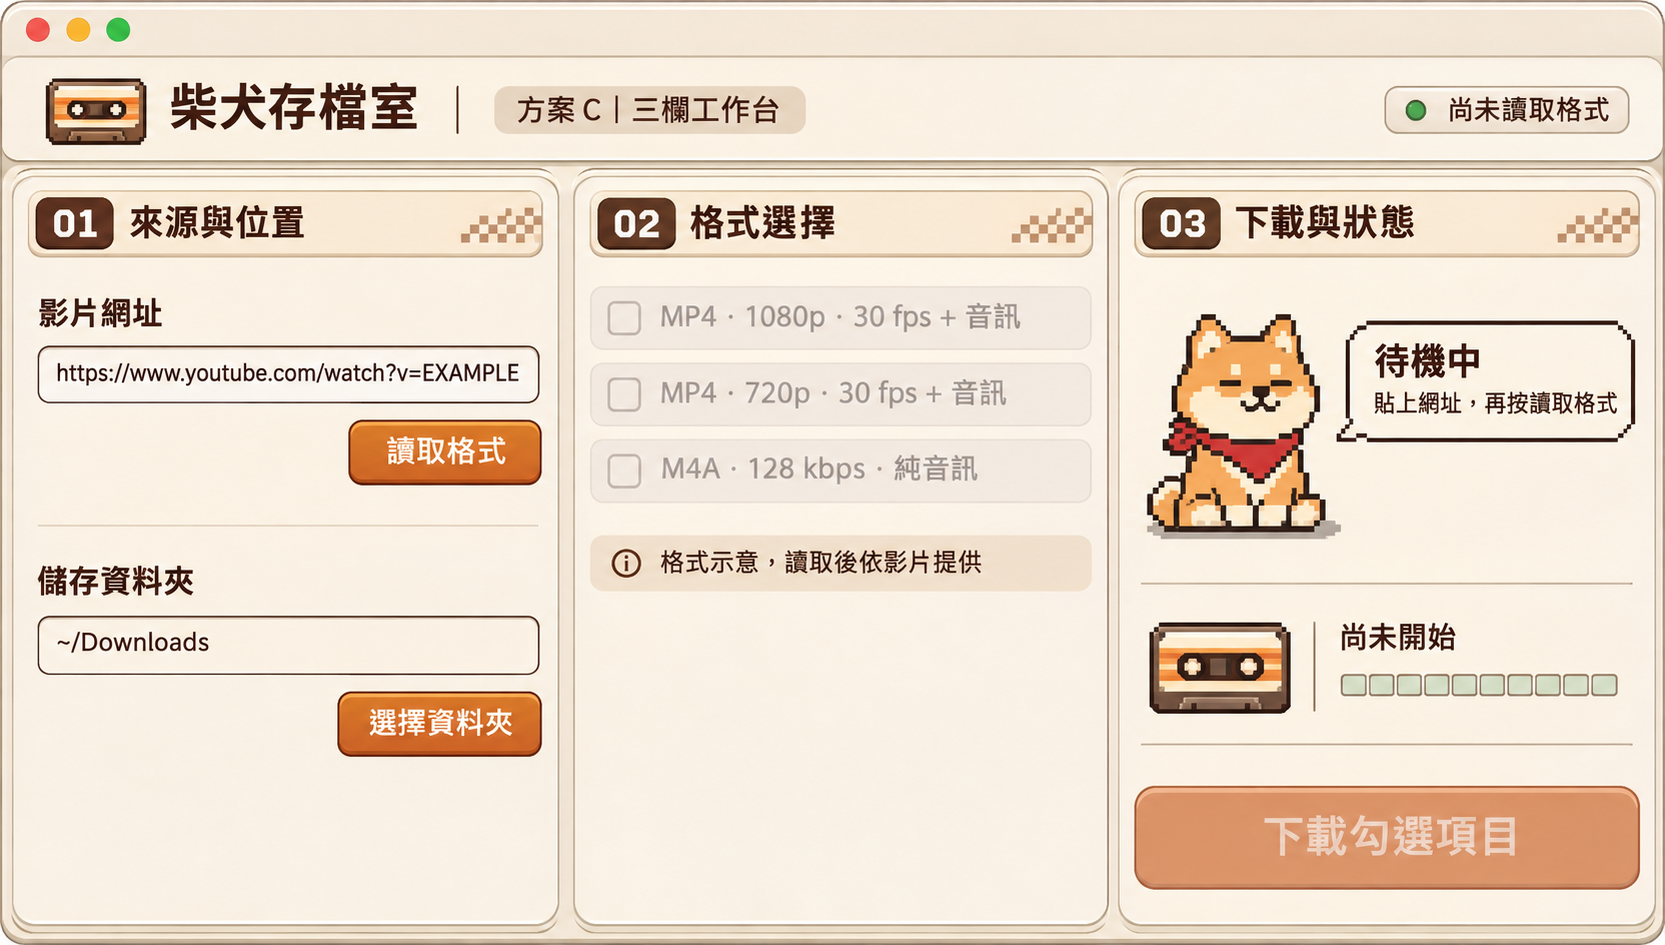 柴犬存檔室
方案 C｜三欄工作台
尚未讀取格式
01 來源與位置
影片網址
https://www.youtube.com/watch?v=EXAMPLE
讀取格式
儲存資料夾
~/Downloads
選擇資料夾
02 格式選擇
MP4 · 1080p · 30 fps + 音訊
MP4 · 720p · 30 fps + 音訊
M4A · 128 kbps · 純音訊
格式示意，讀取後依影片提供
03 下載與狀態
待機中
貼上網址，再按讀取格式
尚未開始
下載勾選項目